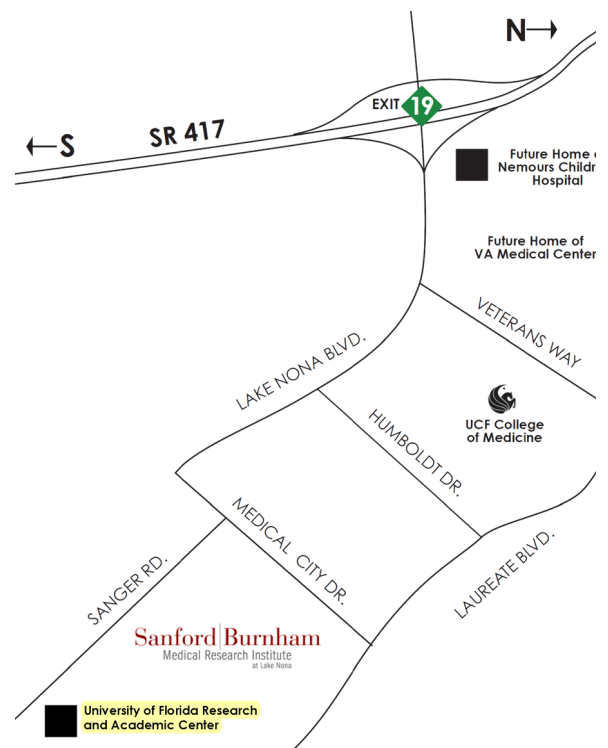 N
EXIT 19
SR 417
S
Future Home
Nemours
Hospital
Future Home of
VA Medical Center
VETERANS WAY
LAKE NONA BLVD.
HUMBOLDT DR.
UCF College
of Medicine
MEDICAL CITY DR.
LAUREATE BLVD.
SANGER RD.
Sanford Burnham
Medical Research Institute
at Lake Nona
University of Florida Research
and Academic Center